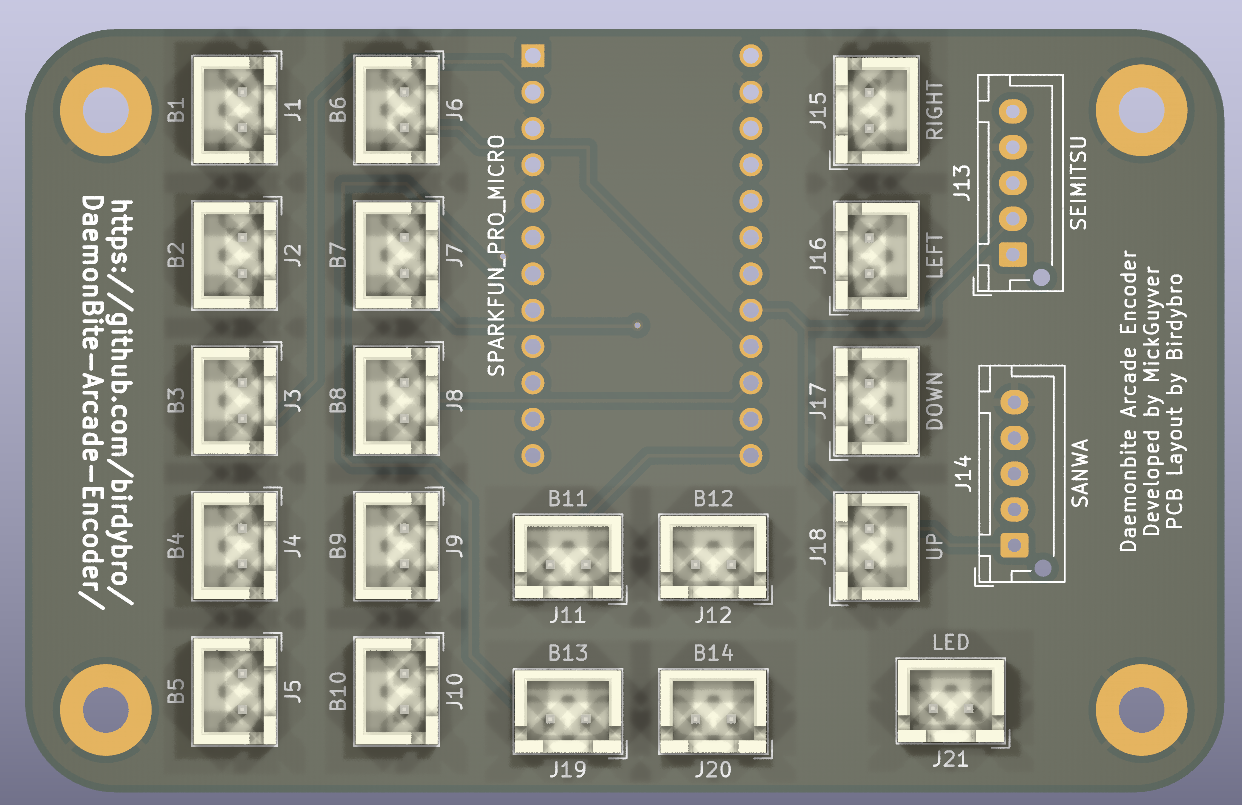 B1
J1
B6
J6
J15
RIGHT
B2
J2
B7
J7
J16
LEFT
B3
J3
B8
J8
J17
DOWN
B4
J4
B9
J9
J18
UP
B5
J5
B10
J10
https://github.com/birdybro/
DaemonBite-Arcade-Encoder/
SPARKFUN_PRO_MICRO
B11
J11
B12
J12
B13
J19
B14
J20
J13
SEIMITSU
J14
SANWA
LED
J21
Daemonbite Arcade Encoder
Developed by MickGuyver
PCB Layout by Birdybro